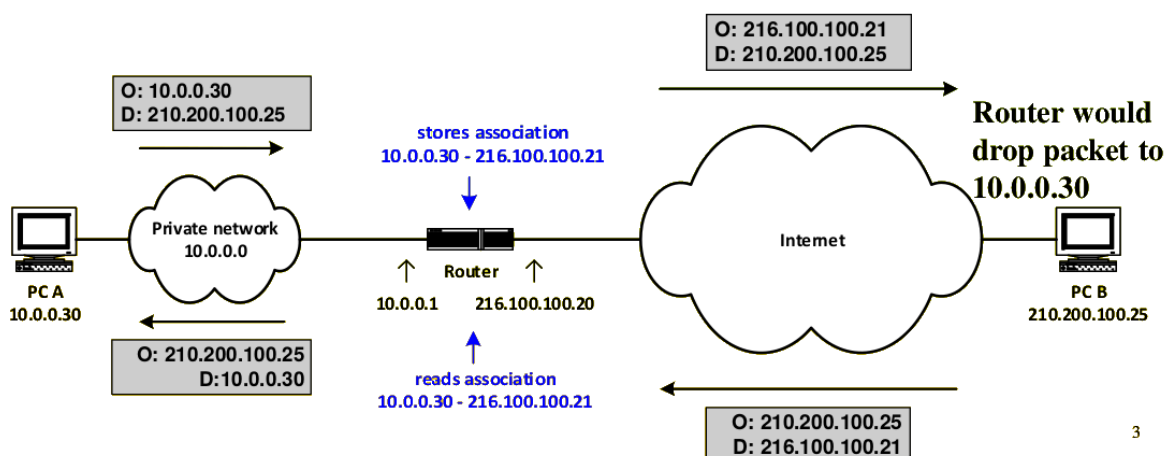 O: 216.100.100.21
D: 210.200.100.25
O: 10.0.0.30
D: 210.200.100.25
stores association
10.0.0.30 - 216.100.100.21
Router would
drop packet to
10.0.0.30
Private network
10.0.0.0
Internet
Router
10.0.0.1
216.100.100.20
PC A
10.0.0.30
PC B
210.200.100.25
O: 210.200.100.25
D:10.0.0.30
reads association
10.0.0.30 - 216.100.100.21
O: 210.200.100.25
D: 216.100.100.21
3